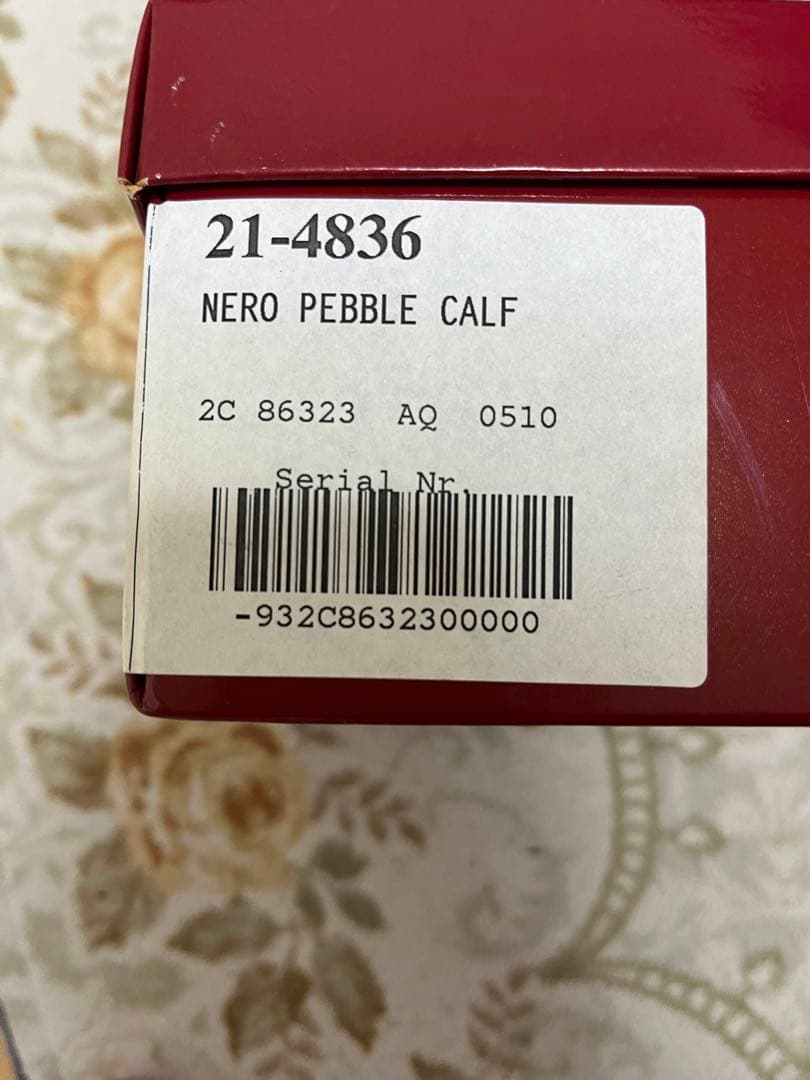 21-4836
NERO PEBBLE CALF
2C 86323 AQ 0510
Serial Nr.
-932C8632300000